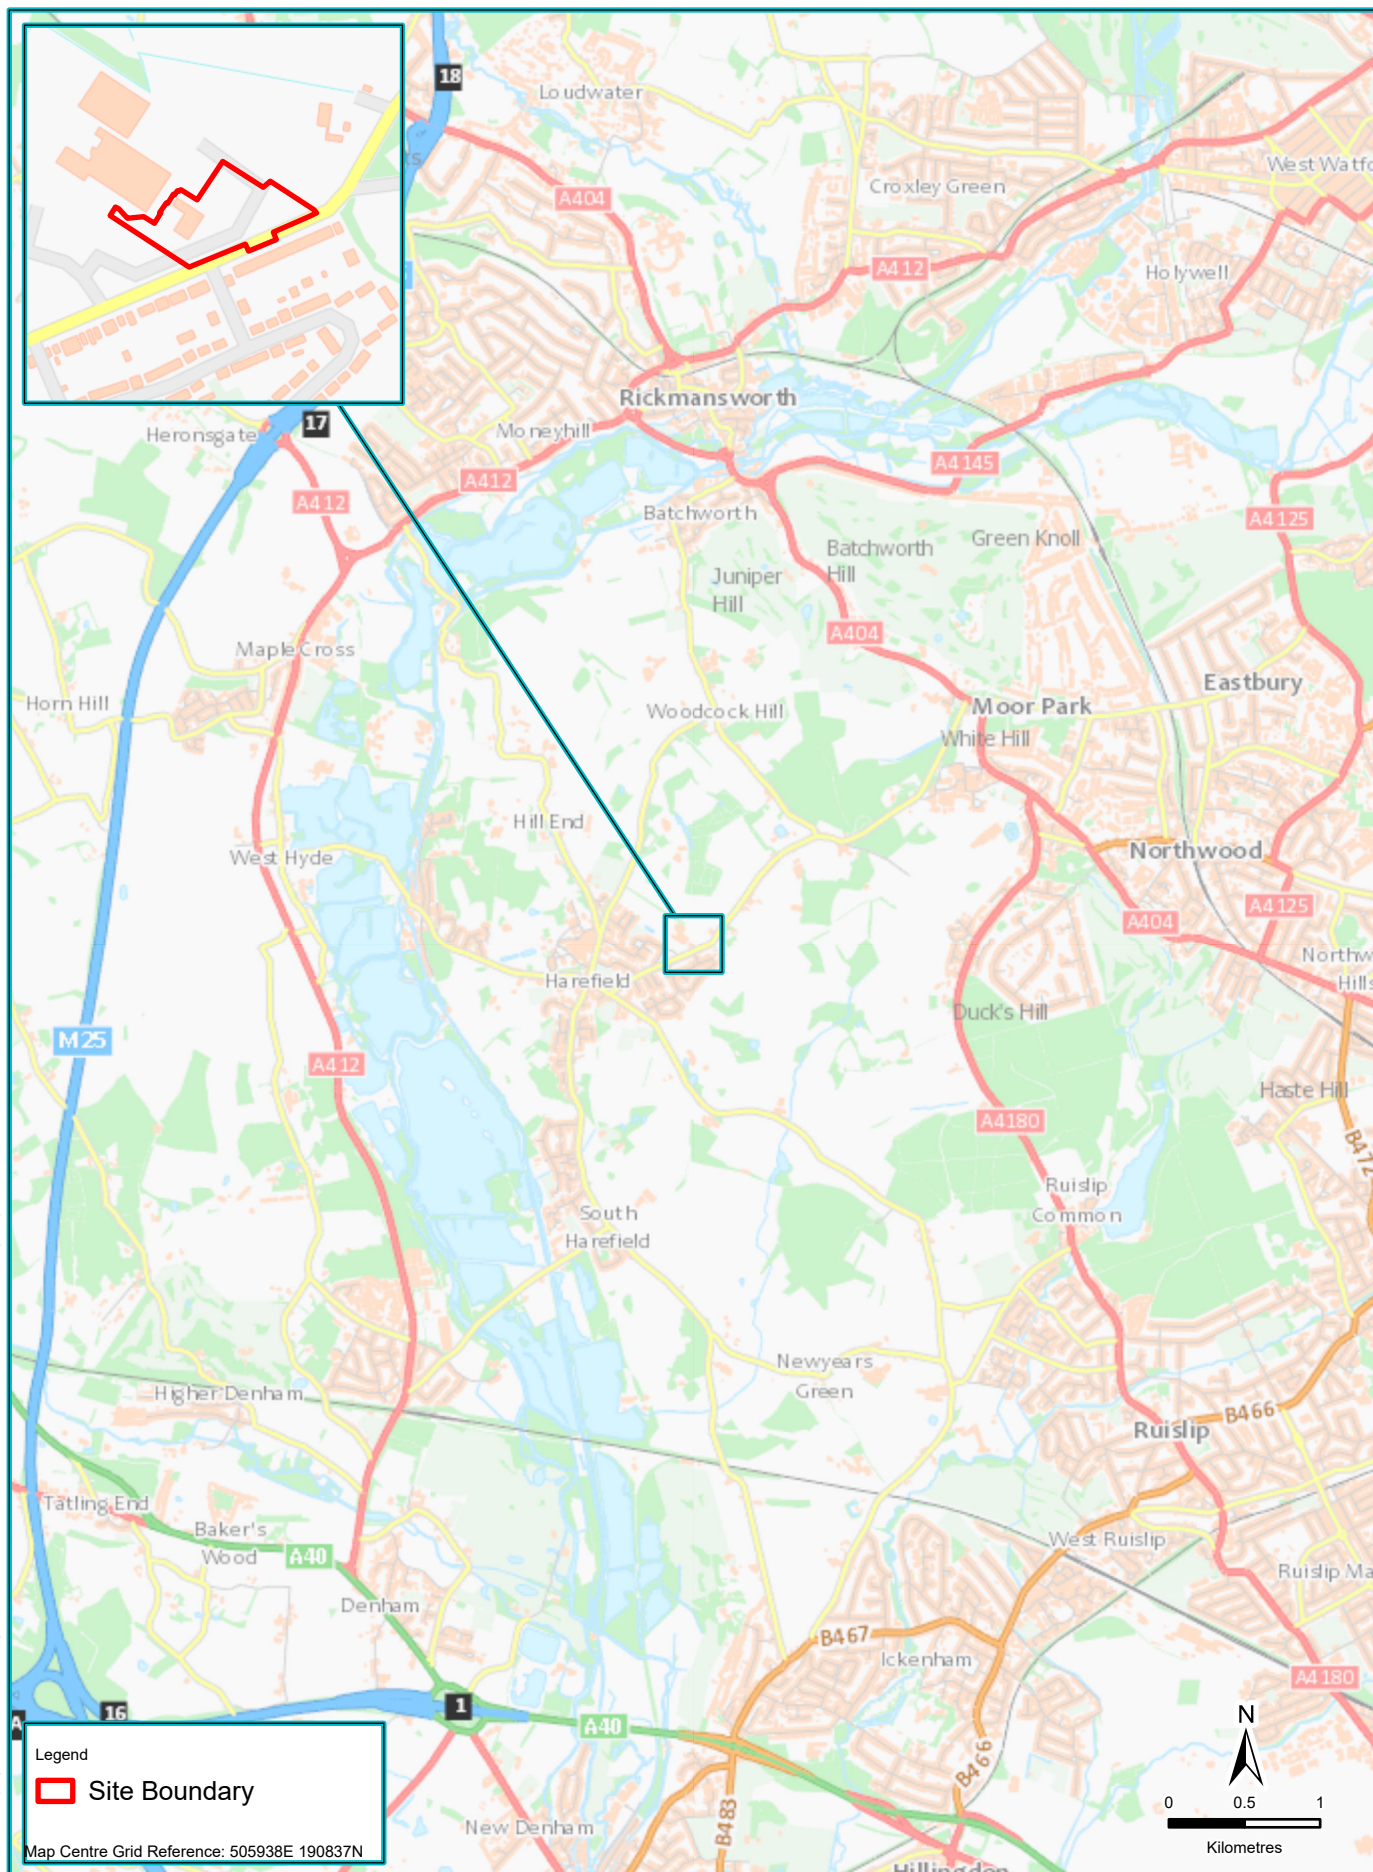 18
Loudwater
West Watfo
Croxley Green
A404
A412
Holywell
Rickmansworth
17
Heronsgate
Moneyhill
A412
A4145
A412
Batchworth
A4125
Green Knoll
Batchworth
Hill
Juniper
Hill
A404
Maple Cross
Eastbury
Horn Hill
Woodcock Hill
Moor Park
White Hill
Hill End
West Hyde
Northwood
A404
A4125
Northw
Hills
Harefield
Duck's Hill
M25
A412
Haste Hill
A4180
B472
Ruislip
Common
South
Harefield
Newyears
Green
Higher Denham
B466
Ruislip
Tatling End
Baker's
Wood
A40
West Ruislip
Ruislip Ma
Denham
B467
Ickenham
A4180
16
1
A40
N
B466
B483
New Denham
Hillingdon
Legend
Site Boundary
Map Centre Grid Reference: 505938E 190837N
0 0.5 1
Kilometres